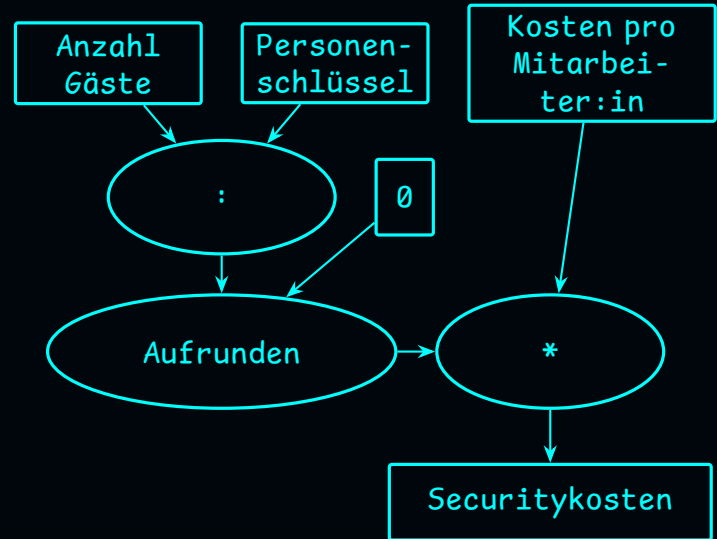 Anzahl
Gäste
Personen-
schlüssel
Kosten pro
Mitarbei-
ter:in
:
0
Aufrunden
*
Securitykosten